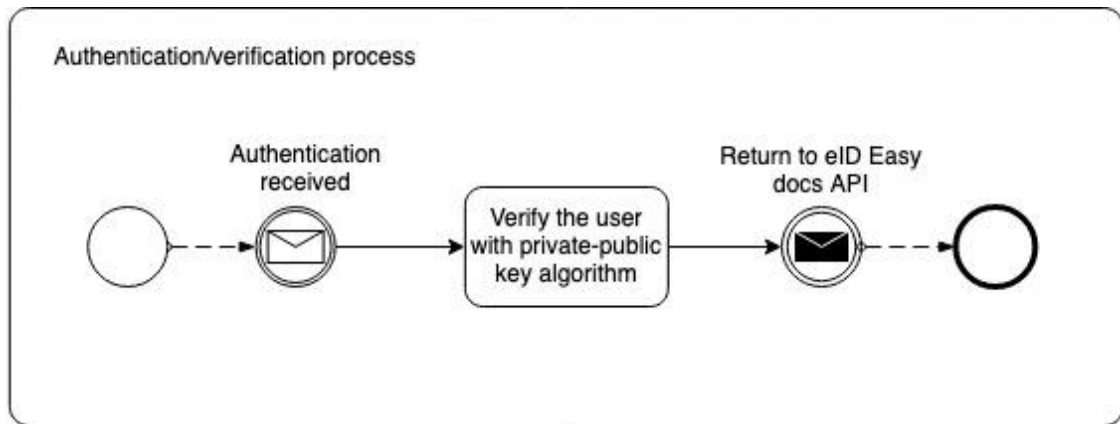 Authentication/verification process
Authentication
received
Verify the user
with private-public
key algorithm
Return to eID Easy
docs API